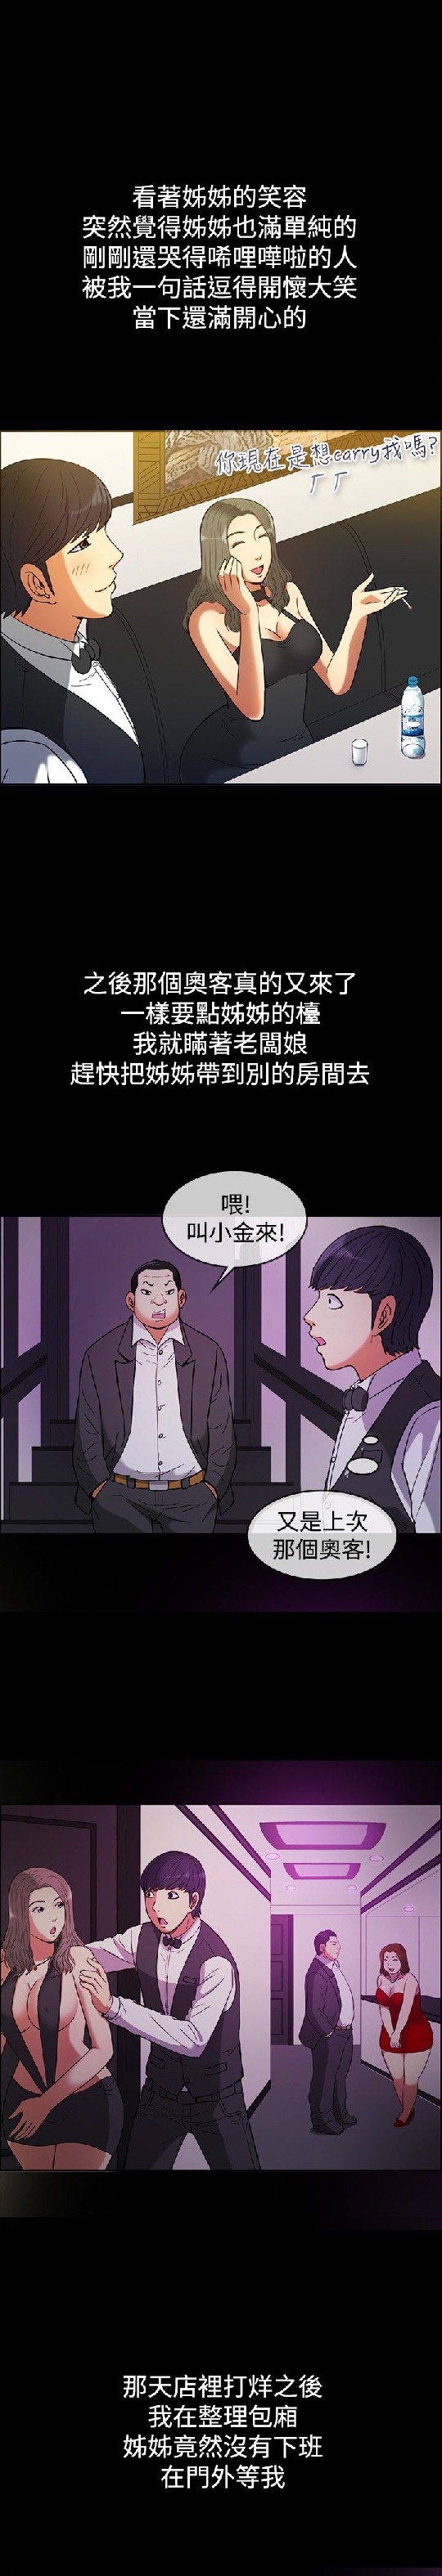 看著姊姊的笑容
突然覺得姊姊也滿單純的
剛剛還哭得唏哩嘩啦的人
被我一句話逗得開懷大笑
當下還滿開心的
你現在是想carry我嗎?
ㄏㄏ
之後那個奧客真的又來了
一樣要點姊姊的檯
我就瞞著老闆娘
趕快把姊姊帶到別的房間去
喂!
叫小金來!
又是上次
那個奧客!
那天店裡打烊之後
我在整理包廂
姊姊竟然沒有下班
在門外等我